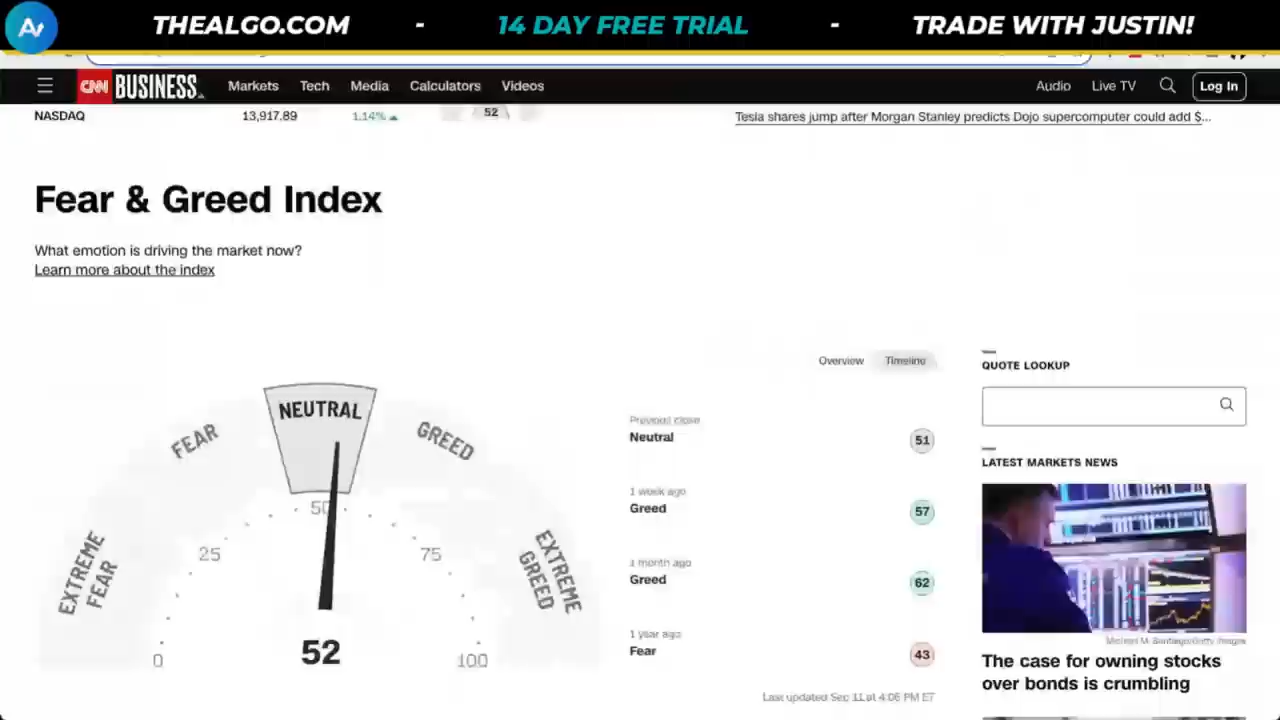 THEALGO.COM - 14 DAY FREE TRIAL - TRADE WITH JUSTIN!
CNN BUSINESS Markets Tech Media Calculators Videos Audio Live TV Log In
NASDAQ 13,917.89 1.14% 52 Tesla shares jump after Morgan Stanley predicts Dojo supercomputer could add $...
Fear & Greed Index
What emotion is driving the market now?
Learn more about the index
Overview Timeline
EXTREME FEAR
FEAR
NEUTRAL
GREED
EXTREME GREED
0
25
50
75
100
52
Previous close
Neutral 51
1 week ago
Greed 57
1 month ago
Greed 62
1 year ago
Fear 43
Last updated Sep 11 at 4:06 PM ET
QUOTE LOOKUP
LATEST MARKETS NEWS
Michael M. Santiago/Getty Images
The case for owning stocks
over bonds is crumbling